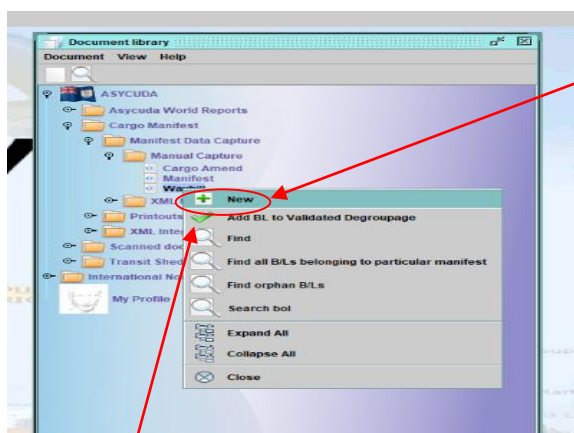 Document library
Document View Help
ASYCUDA
Asycuda World Reports
Cargo Manifest
Manifest Data Capture
Manual Capture
Cargo Amend
Manifest
XML
New
Printouts
Add BL to Validated Degroupage
XML Inte
Find
Scanned doc
Transit Shed
Find all B/Ls belonging to particular manifest
International No
Find orphan B/Ls
My Profile
Search bol
Expand All
Collapse All
Close